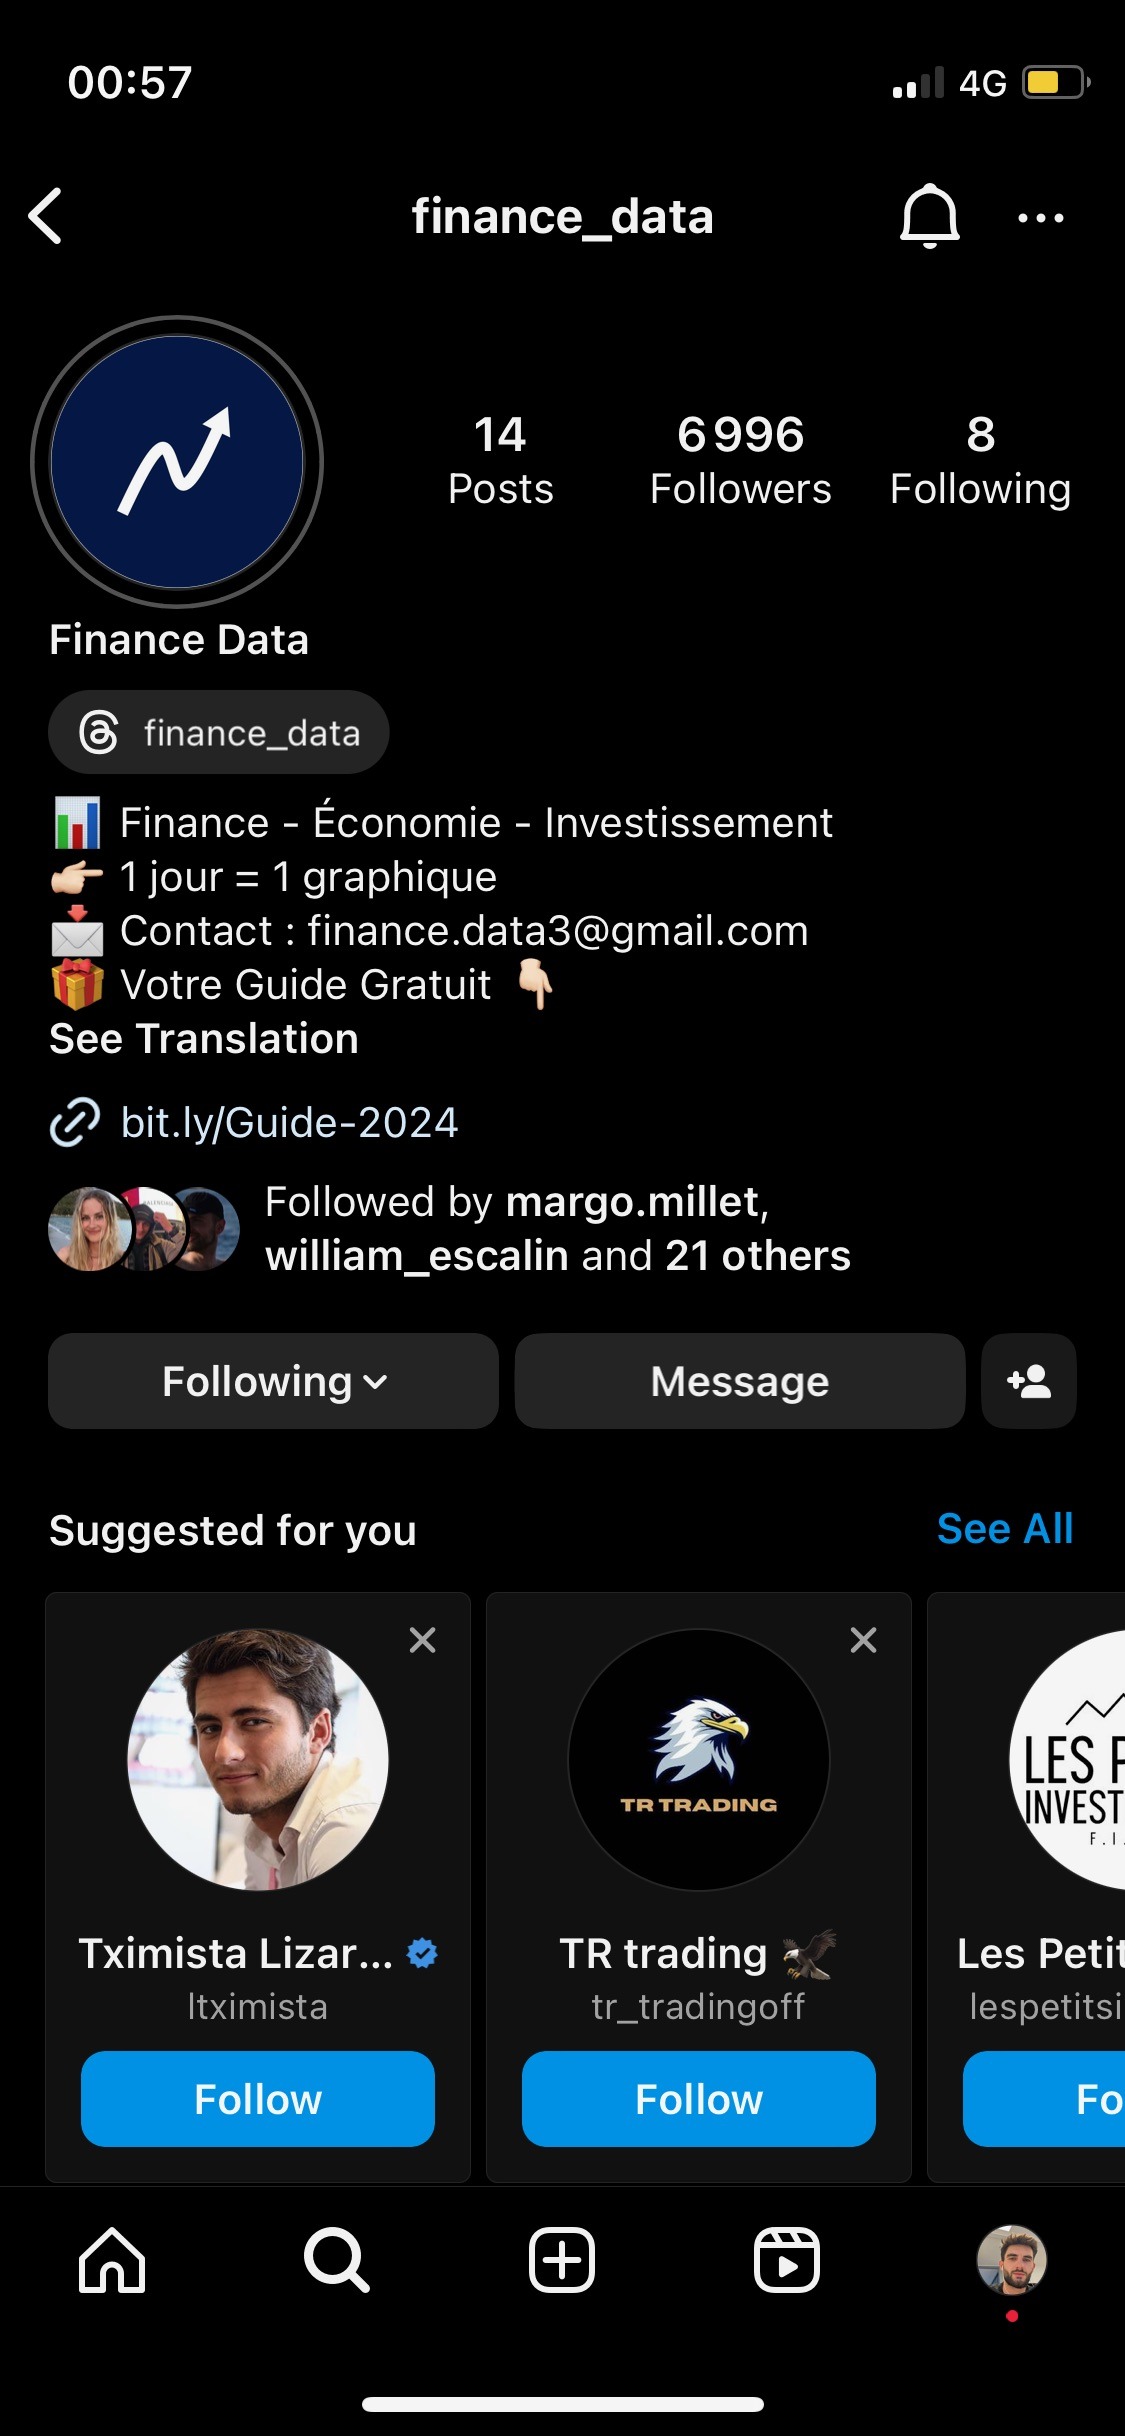 00:57
4G
finance_data
14
Posts
6 996
Followers
8
Following
Finance Data
finance_data
📊 Finance - Économie - Investissement
👉🏻 1 jour = 1 graphique
📩 Contact : finance.data3@gmail.com
🎁 Votre Guide Gratuit 👇🏻
See Translation
bit.ly/Guide-2024
Followed by margo.millet,
william_escalin and 21 others
Following
Message
Suggested for you
See All
TR TRADING
LES P
INVEST
F.I.
Tximista Lizar...
ltximista
Follow
TR trading 🦅
tr_tradingoff
Follow
Les Petit
lespetitsi
Fo